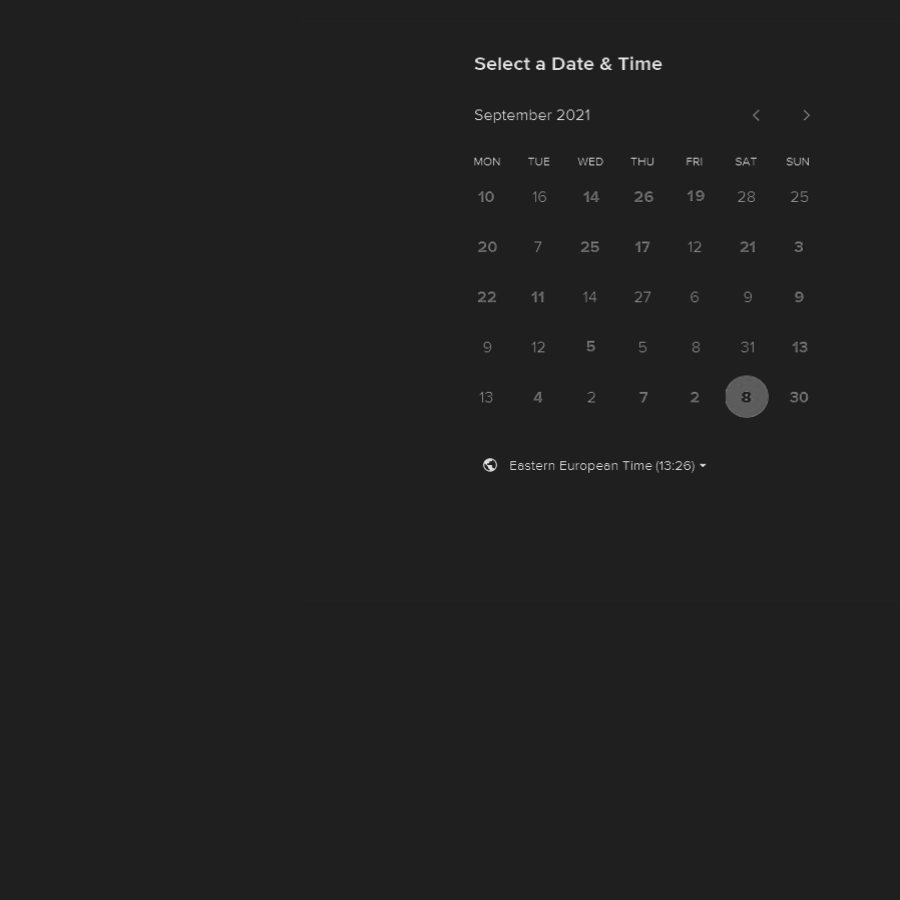 Select a Date & Time
September 2021
MON TUE WED THU FRI SAT SUN
10 16 14 26 19 28 25
20 7 25 17 12 21 3
22 11 14 27 6 9 9
9 12 5 5 8 31 13
13 4 2 7 2 8 30
Eastern European Time (13:26)